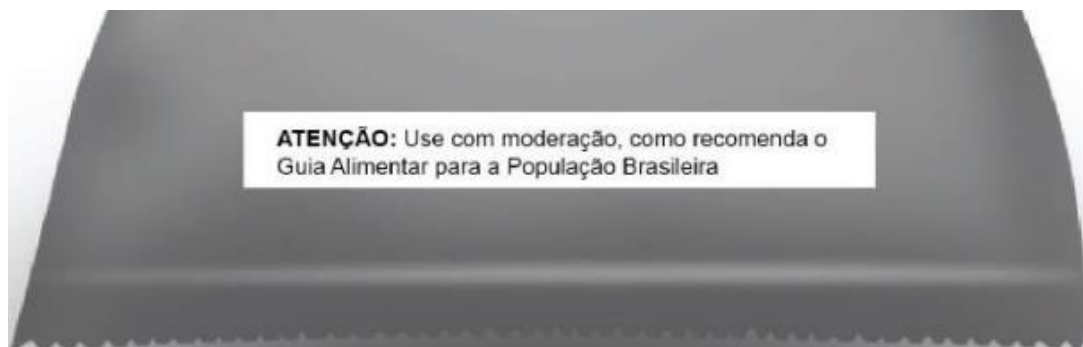 ATENÇÃO: Use com moderação, como recomenda o
Guia Alimentar para a População Brasileira